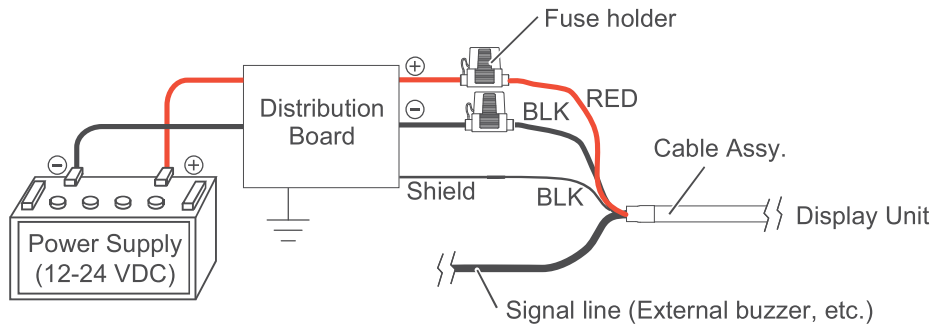 Fuse holder
+
Distribution
Board
−
BLK
RED
Cable Assy.
−
+
Shield
BLK
Display Unit
Power Supply
(12-24 VDC)
Signal line (External buzzer, etc.)